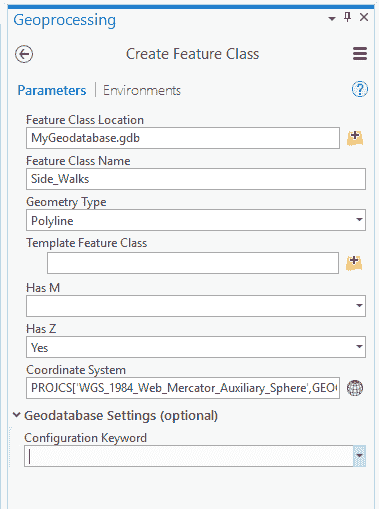 Geoprocessing
Create Feature Class
Parameters | Environments
Feature Class Location
MyGeodatabase.gdb
Feature Class Name
Side_Walks
Geometry Type
Polyline
Template Feature Class
Has M
Has Z
Yes
Coordinate System
PROJCS['WGS_1984_Web_Mercator_Auxiliary_Sphere',GEO
Geodatabase Settings (optional)
Configuration Keyword